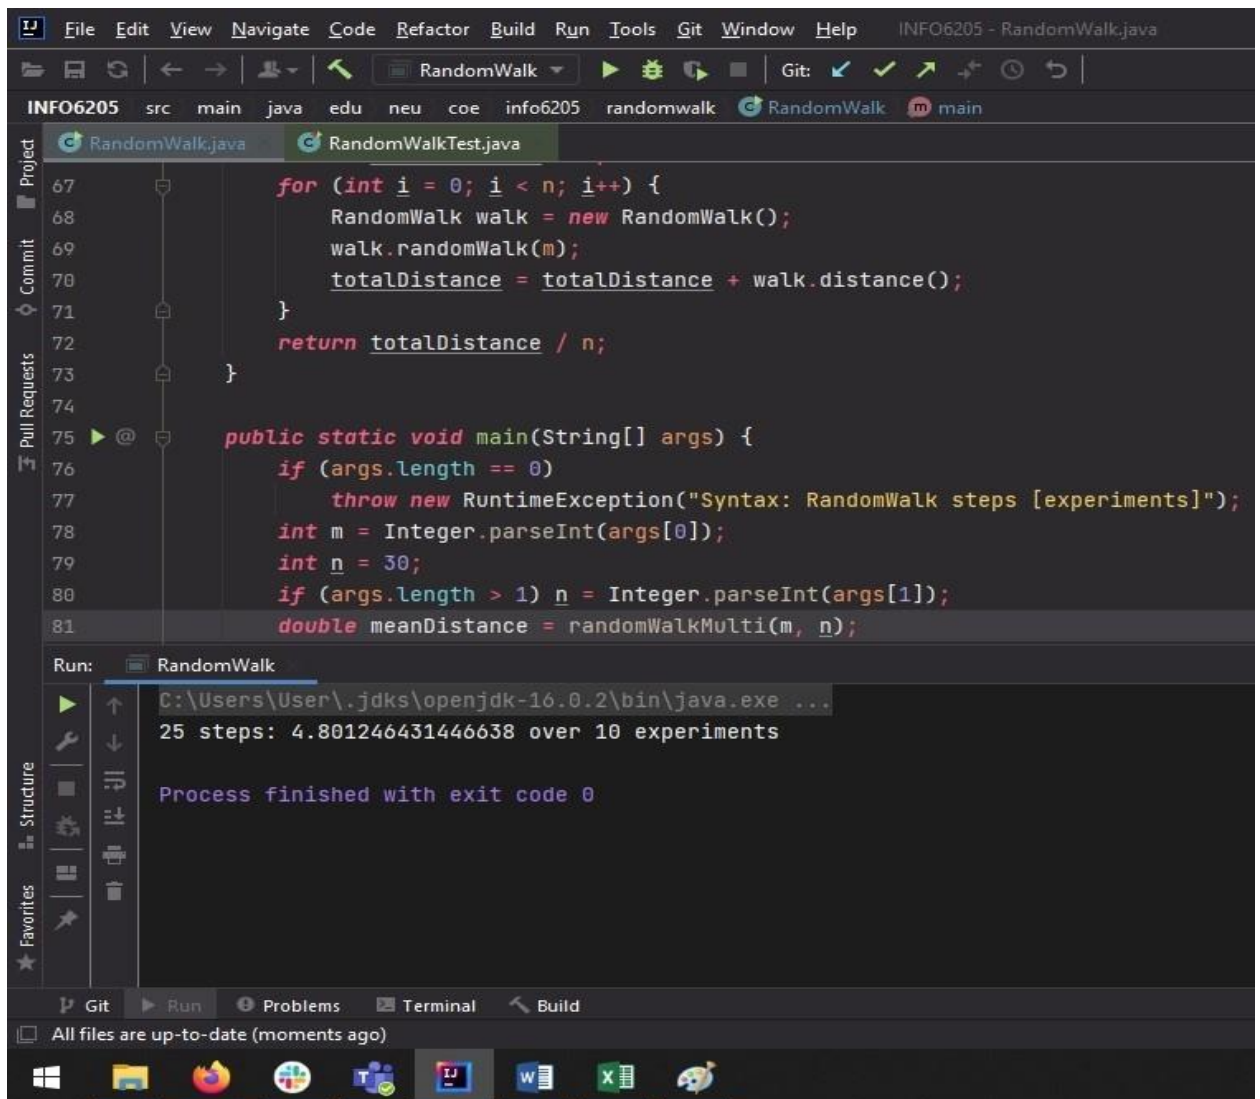 File Edit View Navigate Code Refactor Build Run Tools Git Window Help INFO6205 - RandomWalk.java
RandomWalk Git:
INFO6205 src main java edu neu coe info6205 randomwalk RandomWalk main
RandomWalk.java RandomWalkTest.java
Project
Commit
Pull Requests
67 for (int i = 0; i < n; i++) {
68 RandomWalk walk = new RandomWalk();
69 walk.randomWalk(m);
70 totalDistance = totalDistance + walk.distance();
71 }
72 return totalDistance / n;
73 }
74
75 public static void main(String[] args) {
76 if (args.length == 0)
77 throw new RuntimeException("Syntax: RandomWalk steps [experiments]");
78 int m = Integer.parseInt(args[0]);
79 int n = 30;
80 if (args.length > 1) n = Integer.parseInt(args[1]);
81 double meanDistance = randomWalkMulti(m, n);
Run: RandomWalk
C:\Users\User\.jdks\openjdk-16.0.2\bin\java.exe ...
25 steps: 4.801246431446638 over 10 experiments
Process finished with exit code 0
Structure
Favorites
Git Run Problems Terminal Build
All files are up-to-date (moments ago)